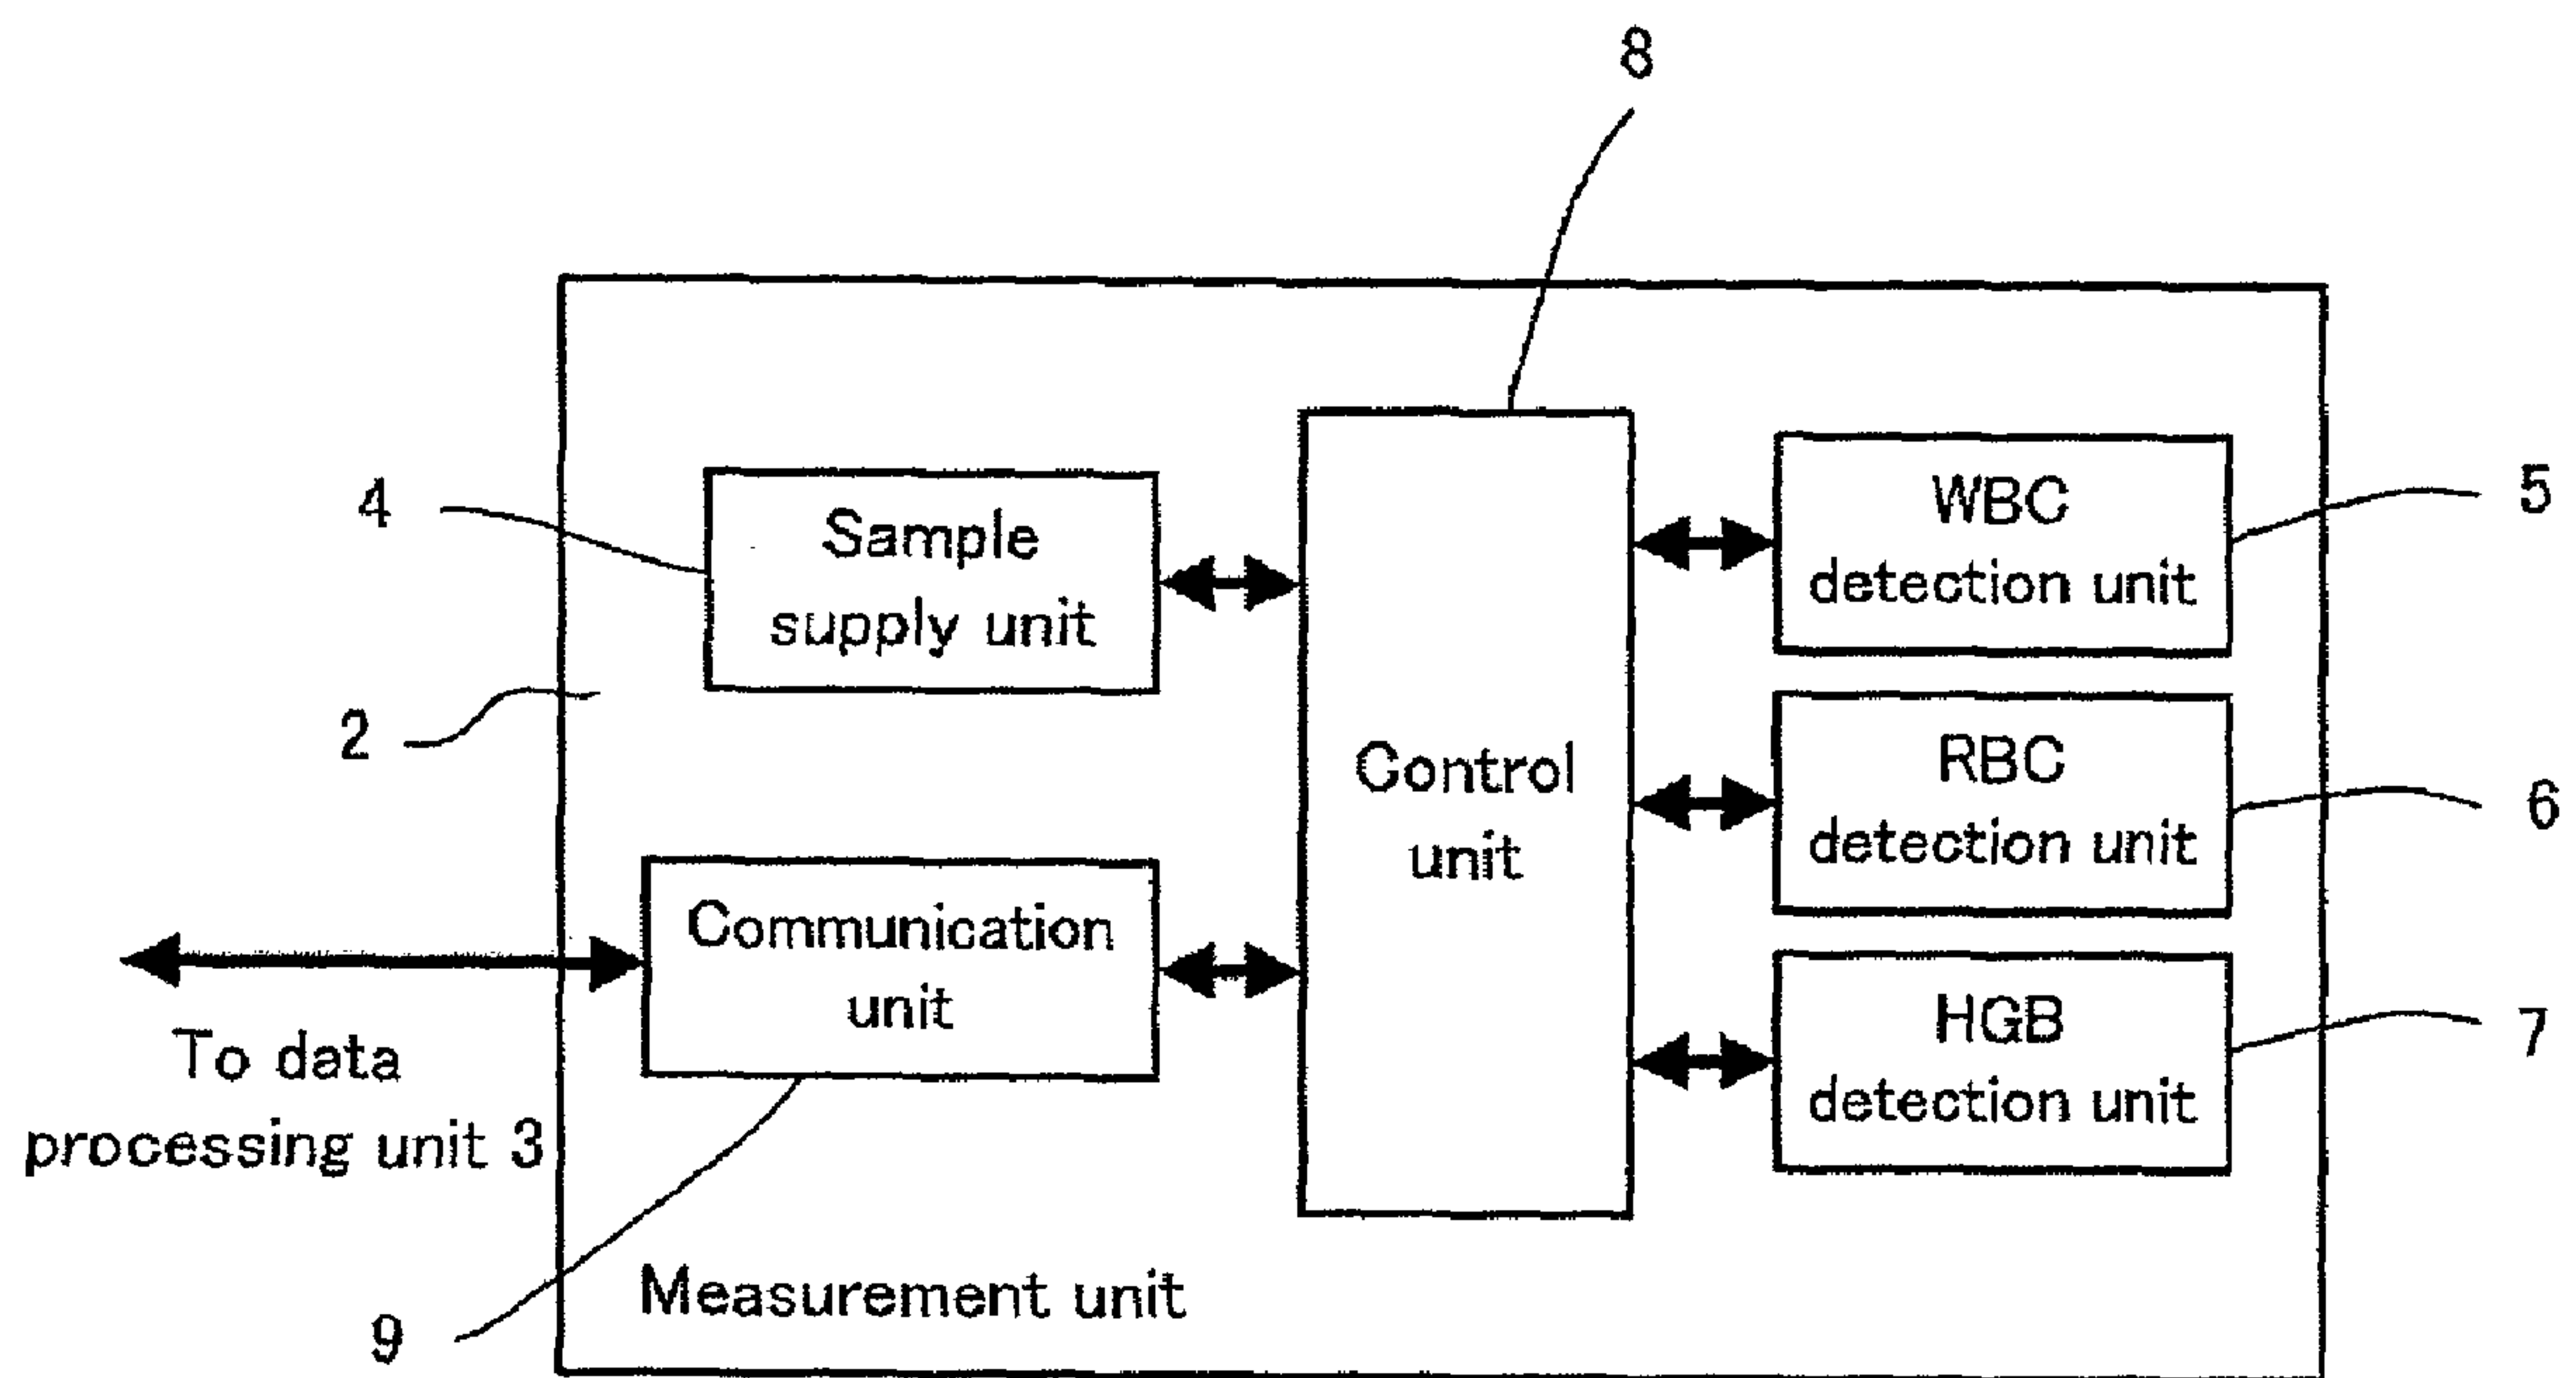 8
4
Sample
supply unit
2
Communication
unit
To data
processing unit 3
9
Measurement unit
Control
unit
WBC
detection unit
5
RBC
detection unit
6
HGB
detection unit
7